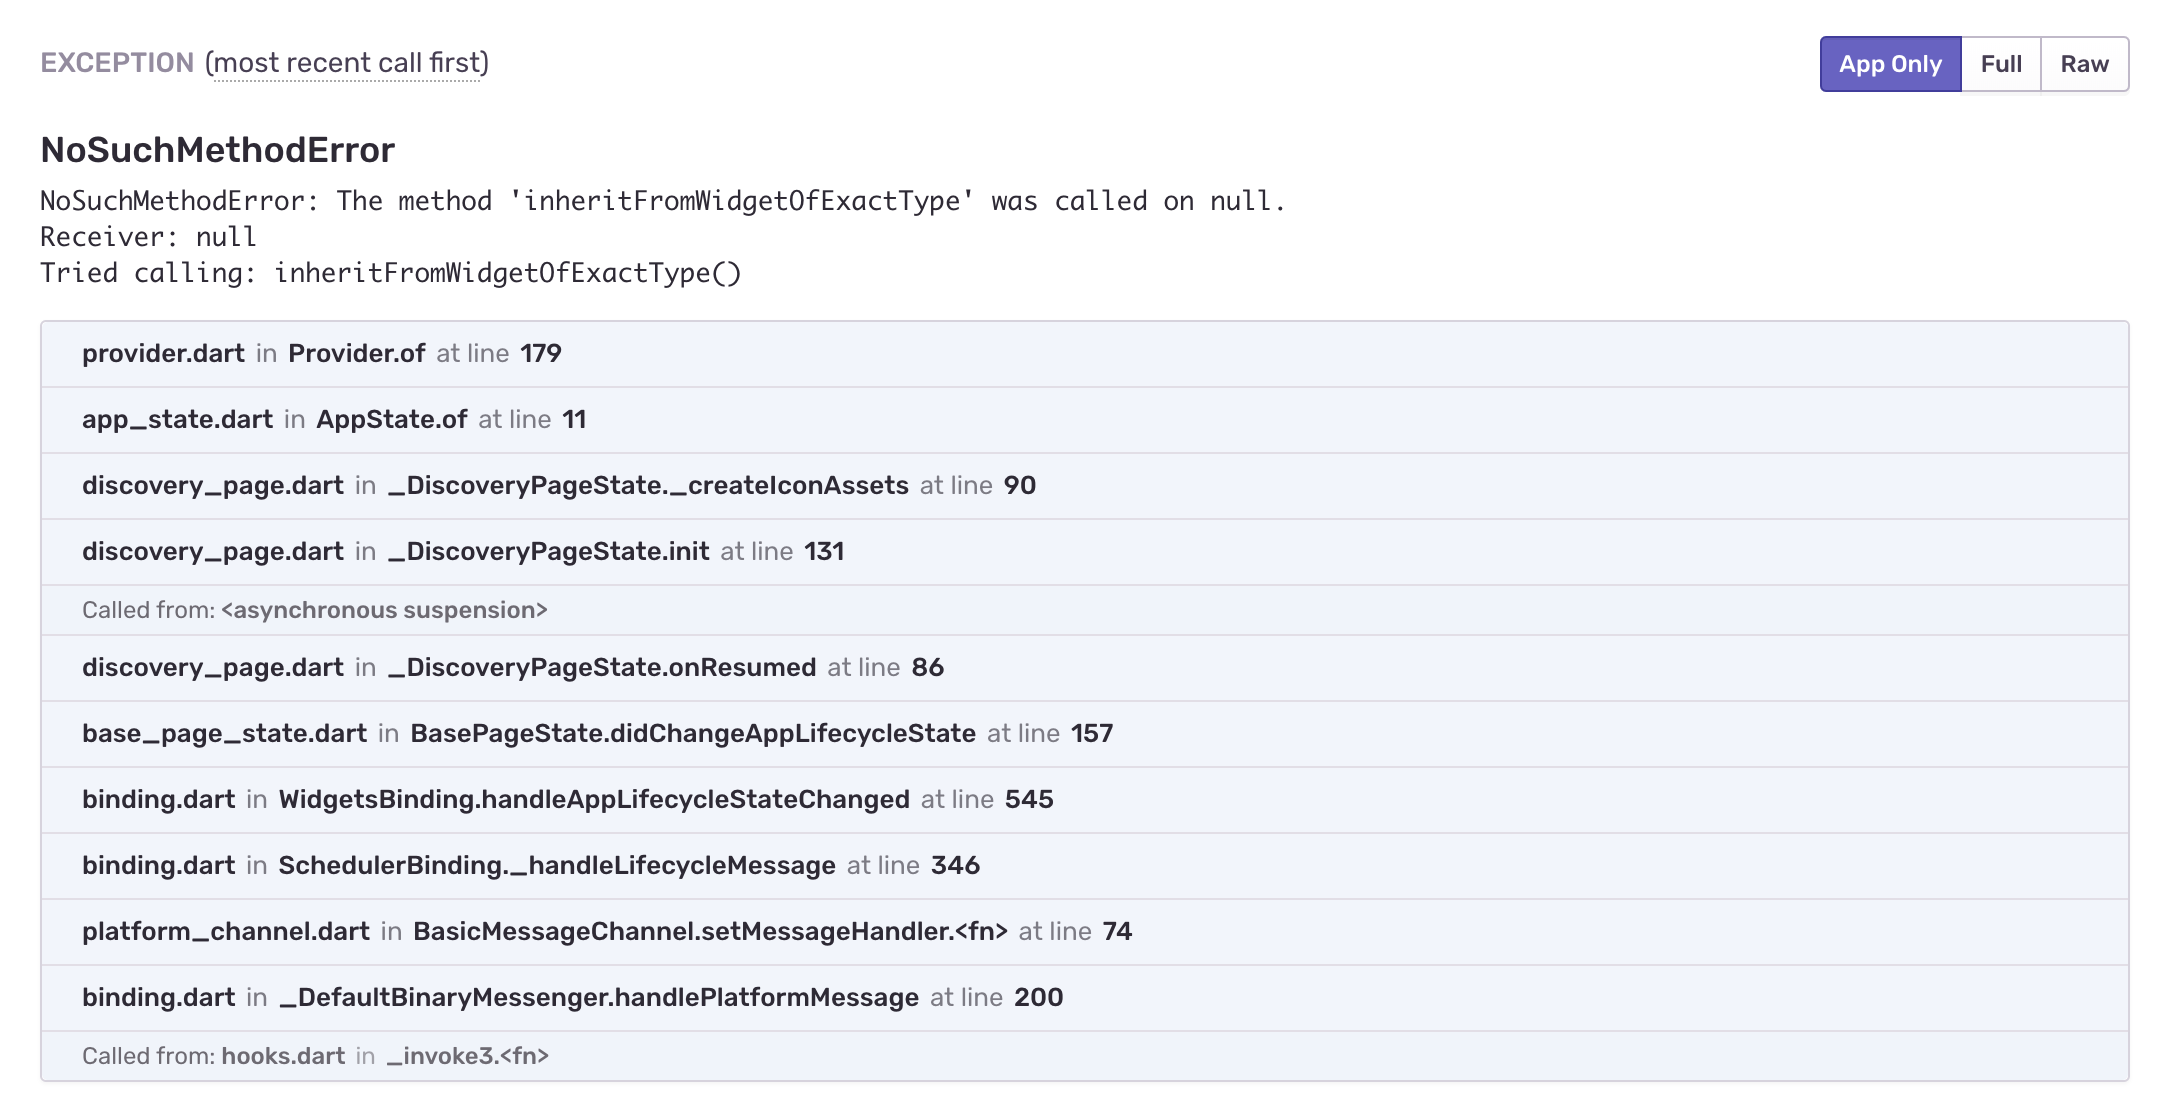 EXCEPTION (most recent call first)
App Only Full Raw
NoSuchMethodError
NoSuchMethodError: The method 'inheritFromWidgetOfExactType' was called on null.
Receiver: null
Tried calling: inheritFromWidgetOfExactType()
provider.dart in Provider.of at line 179
app_state.dart in AppState.of at line 11
discovery_page.dart in _DiscoveryPageState._createIconAssets at line 90
discovery_page.dart in _DiscoveryPageState.init at line 131
Called from: <asynchronous suspension>
discovery_page.dart in _DiscoveryPageState.onResumed at line 86
base_page_state.dart in BasePageState.didChangeAppLifecycleState at line 157
binding.dart in WidgetsBinding.handleAppLifecycleStateChanged at line 545
binding.dart in SchedulerBinding._handleLifecycleMessage at line 346
platform_channel.dart in BasicMessageChannel.setMessageHandler.<fn> at line 74
binding.dart in _DefaultBinaryMessenger.handlePlatformMessage at line 200
Called from: hooks.dart in _invoke3.<fn>